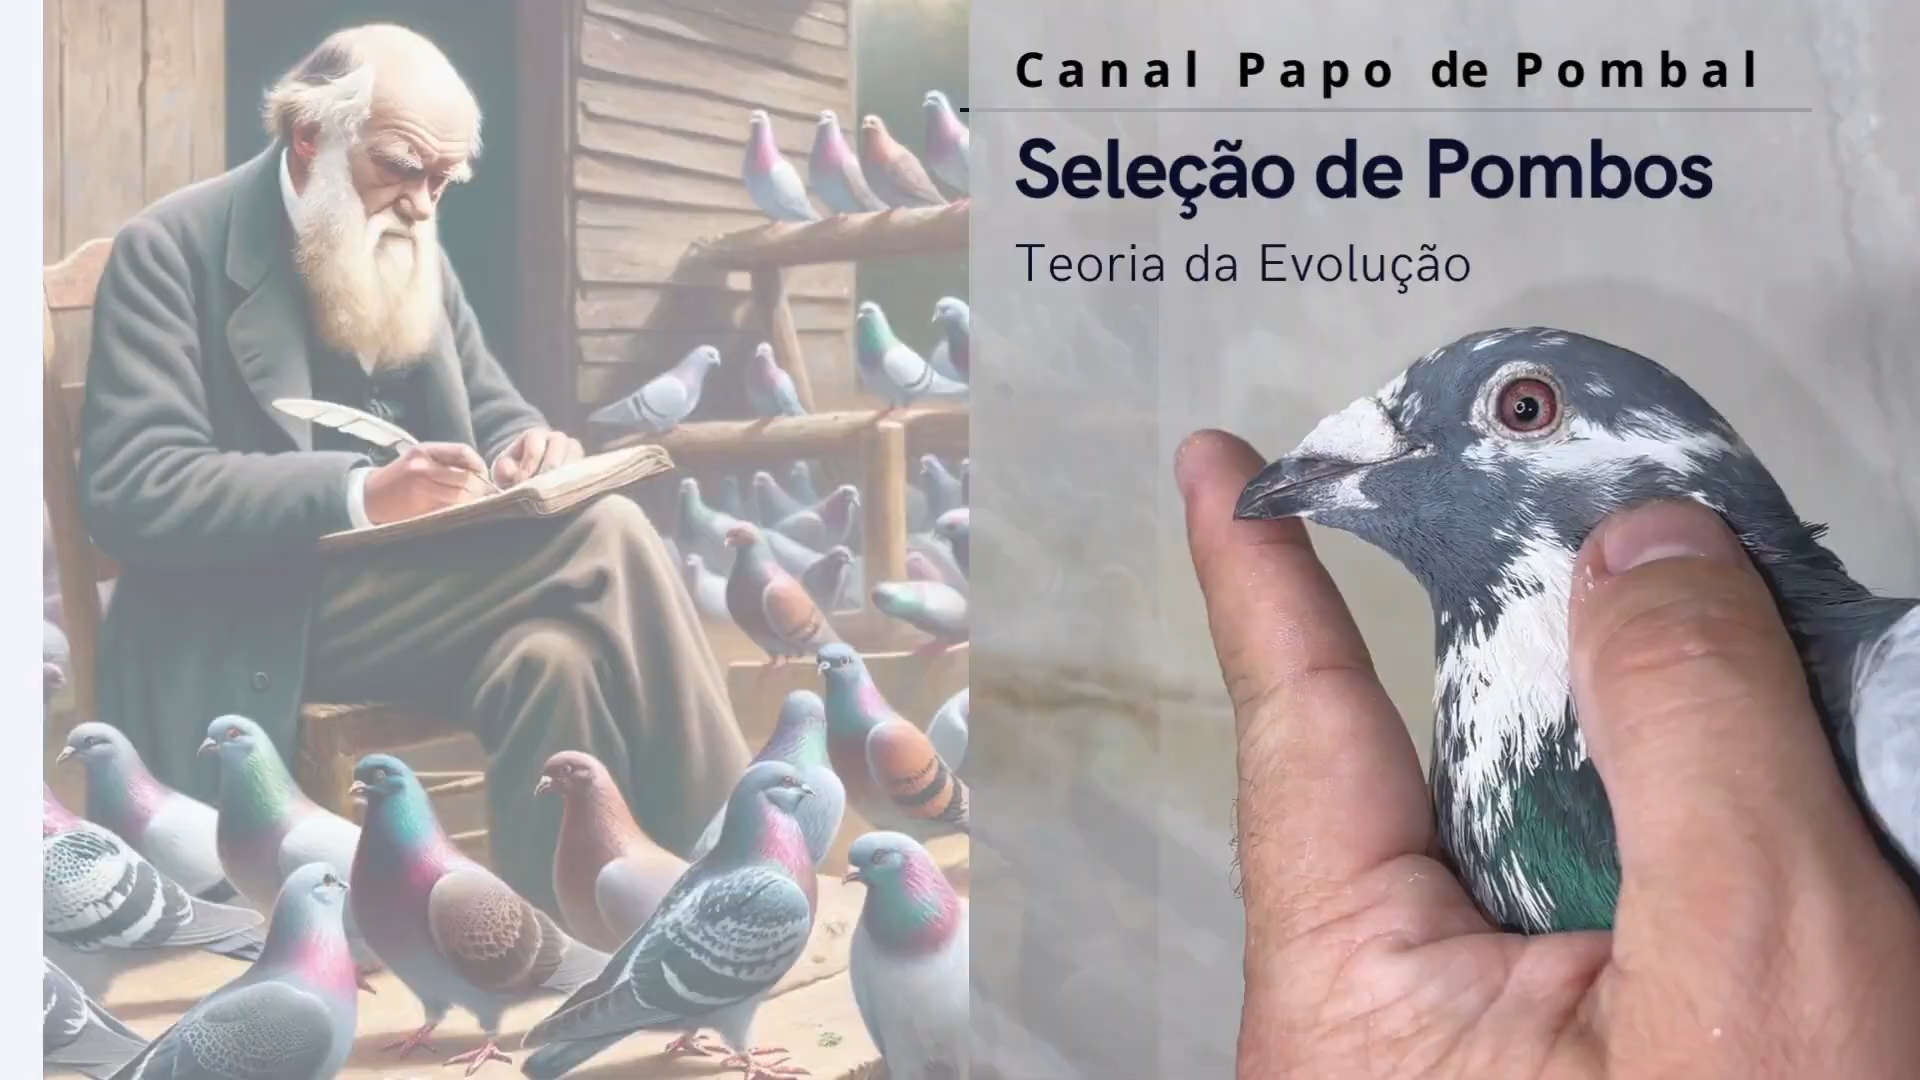 Canal Papo de Pombal
Seleção de Pombos
Teoria da Evolução